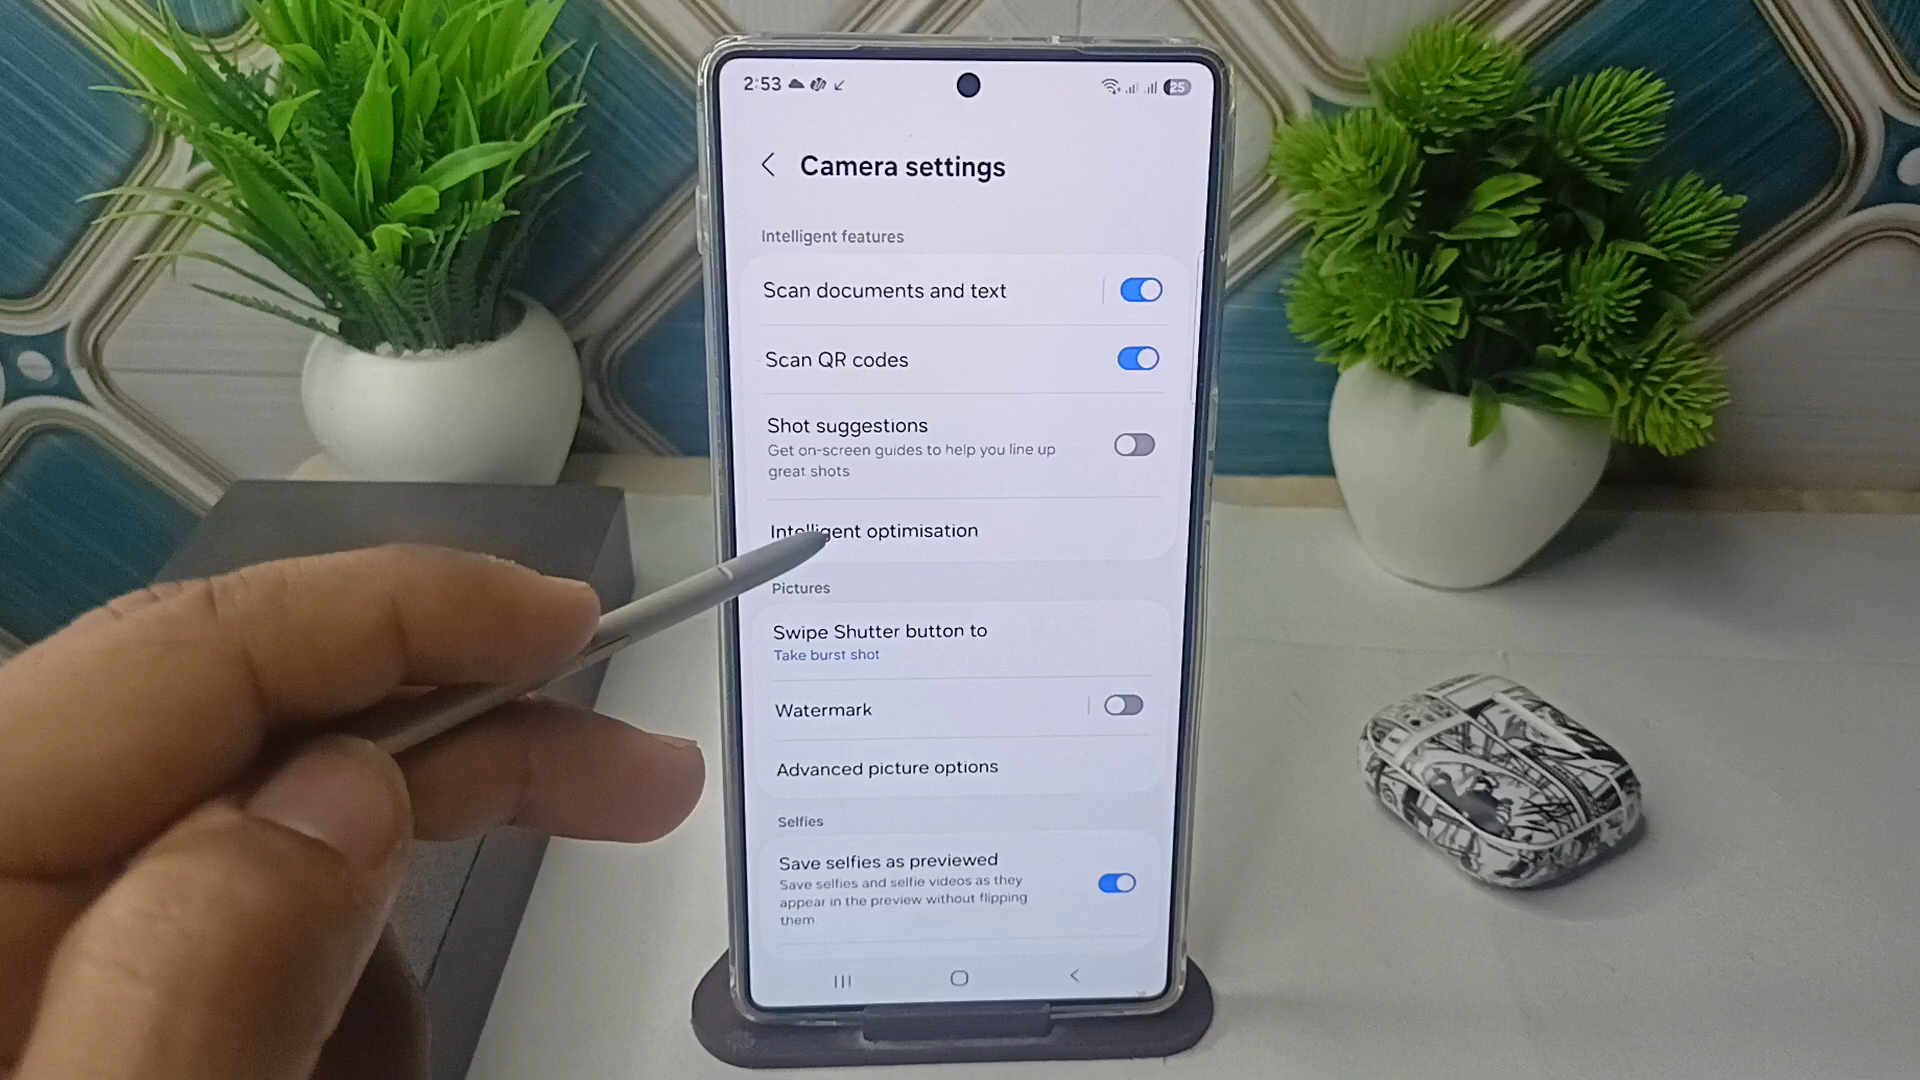 2:53
25
Camera settings
Intelligent features
Scan documents and text
Scan QR codes
Shot suggestions
Get on-screen guides to help you line up
great shots
Intelligent optimisation
Pictures
Swipe Shutter button to
Take burst shot
Watermark
Advanced picture options
Selfies
Save selfies as previewed
Save selfies and selfie videos as they
appear in the preview without flipping
them